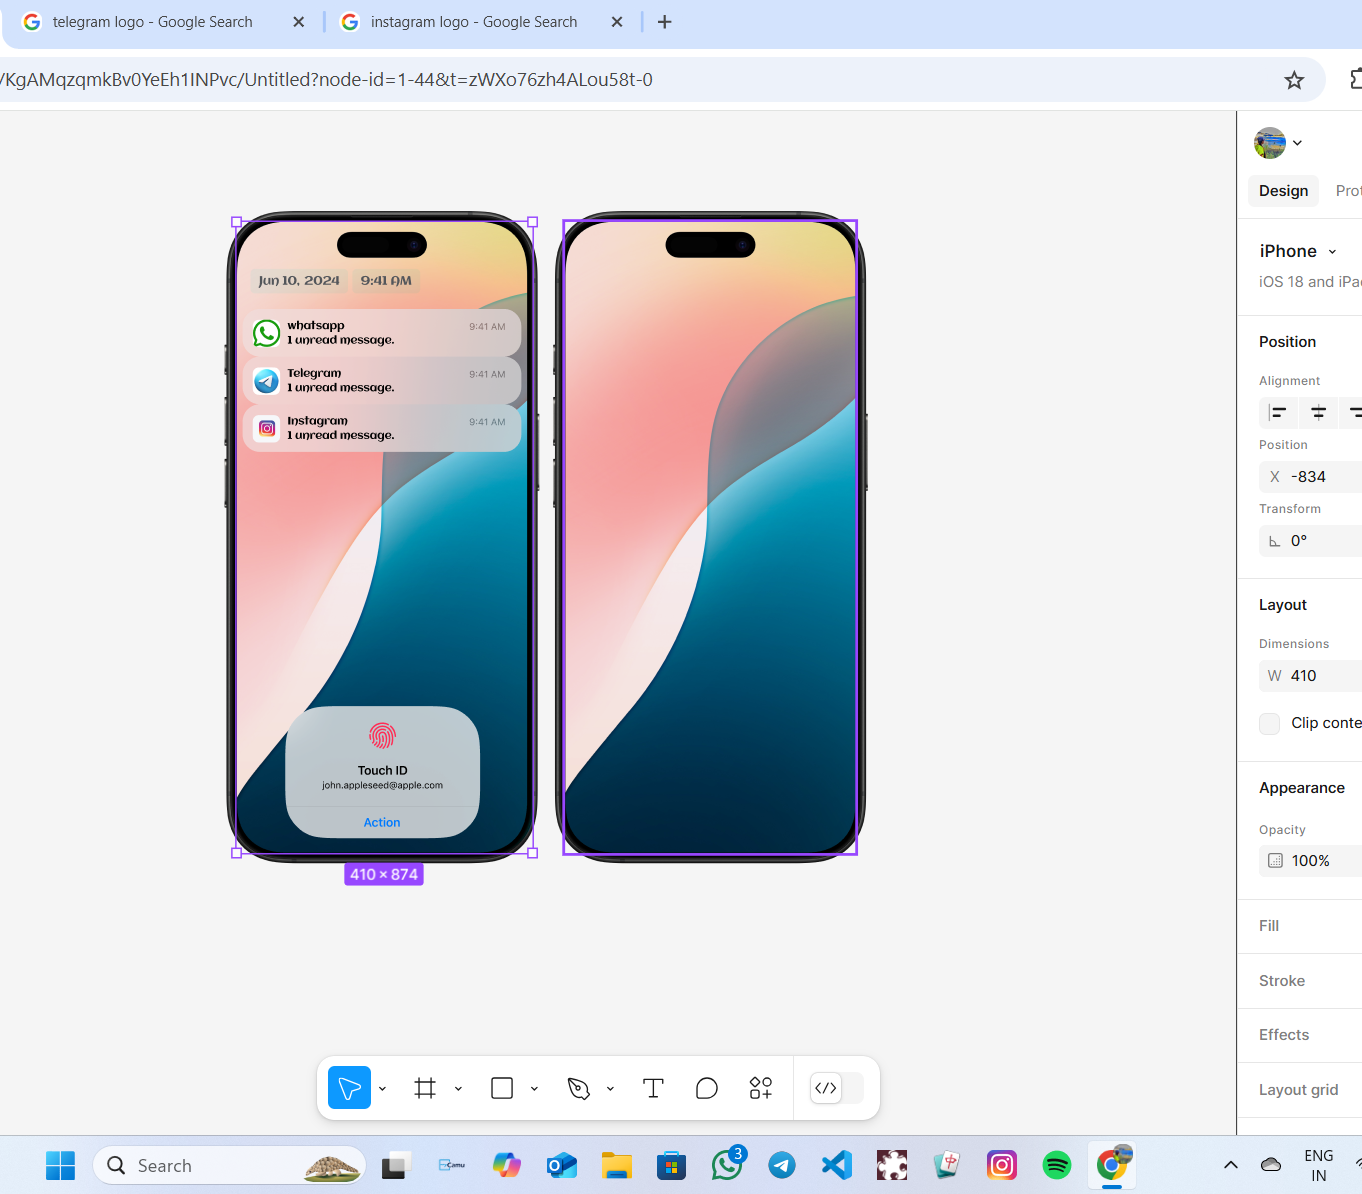 telegram logo - Google Search
instagram logo - Google Search
/KgAMqzqmkBv0YeEh1INPvc/Untitled?node-id=1-44&t=zWXo76zh4ALou58t-0
Design
Prot
iPhone
iOS 18 and iPad
Position
Alignment
Position
X -834
Transform
0°
Layout
Dimensions
W 410
Clip conte
Appearance
Opacity
100%
Fill
Stroke
Effects
Layout grid
Jun 10, 2024 9:41 AM
whatsapp 9:41 AM
1 unread message.
Telegram 9:41 AM
1 unread message.
Instagram 9:41 AM
1 unread message.
Touch ID
john.appleseed@apple.com
Action
410 × 874
Search
Camu
3
ENG
IN